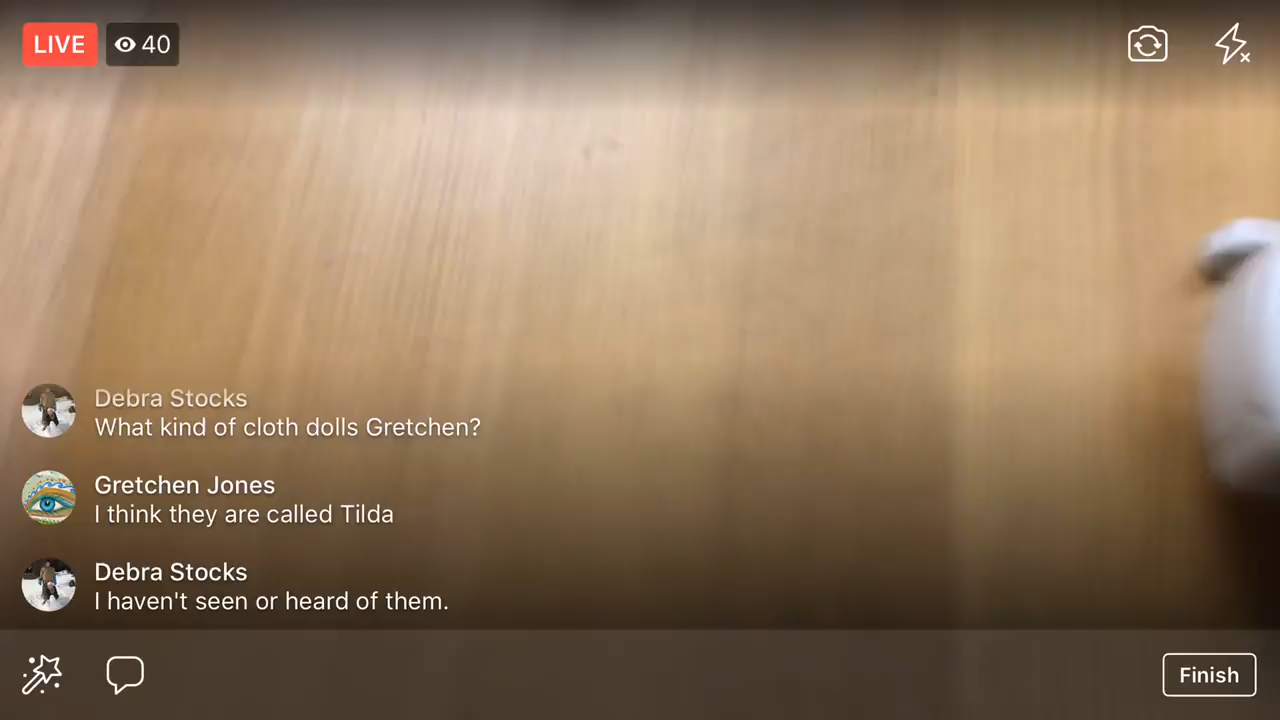 LIVE
40
Debra Stocks
What kind of cloth dolls Gretchen?
Gretchen Jones
I think they are called Tilda
Debra Stocks
I haven't seen or heard of them.
Finish